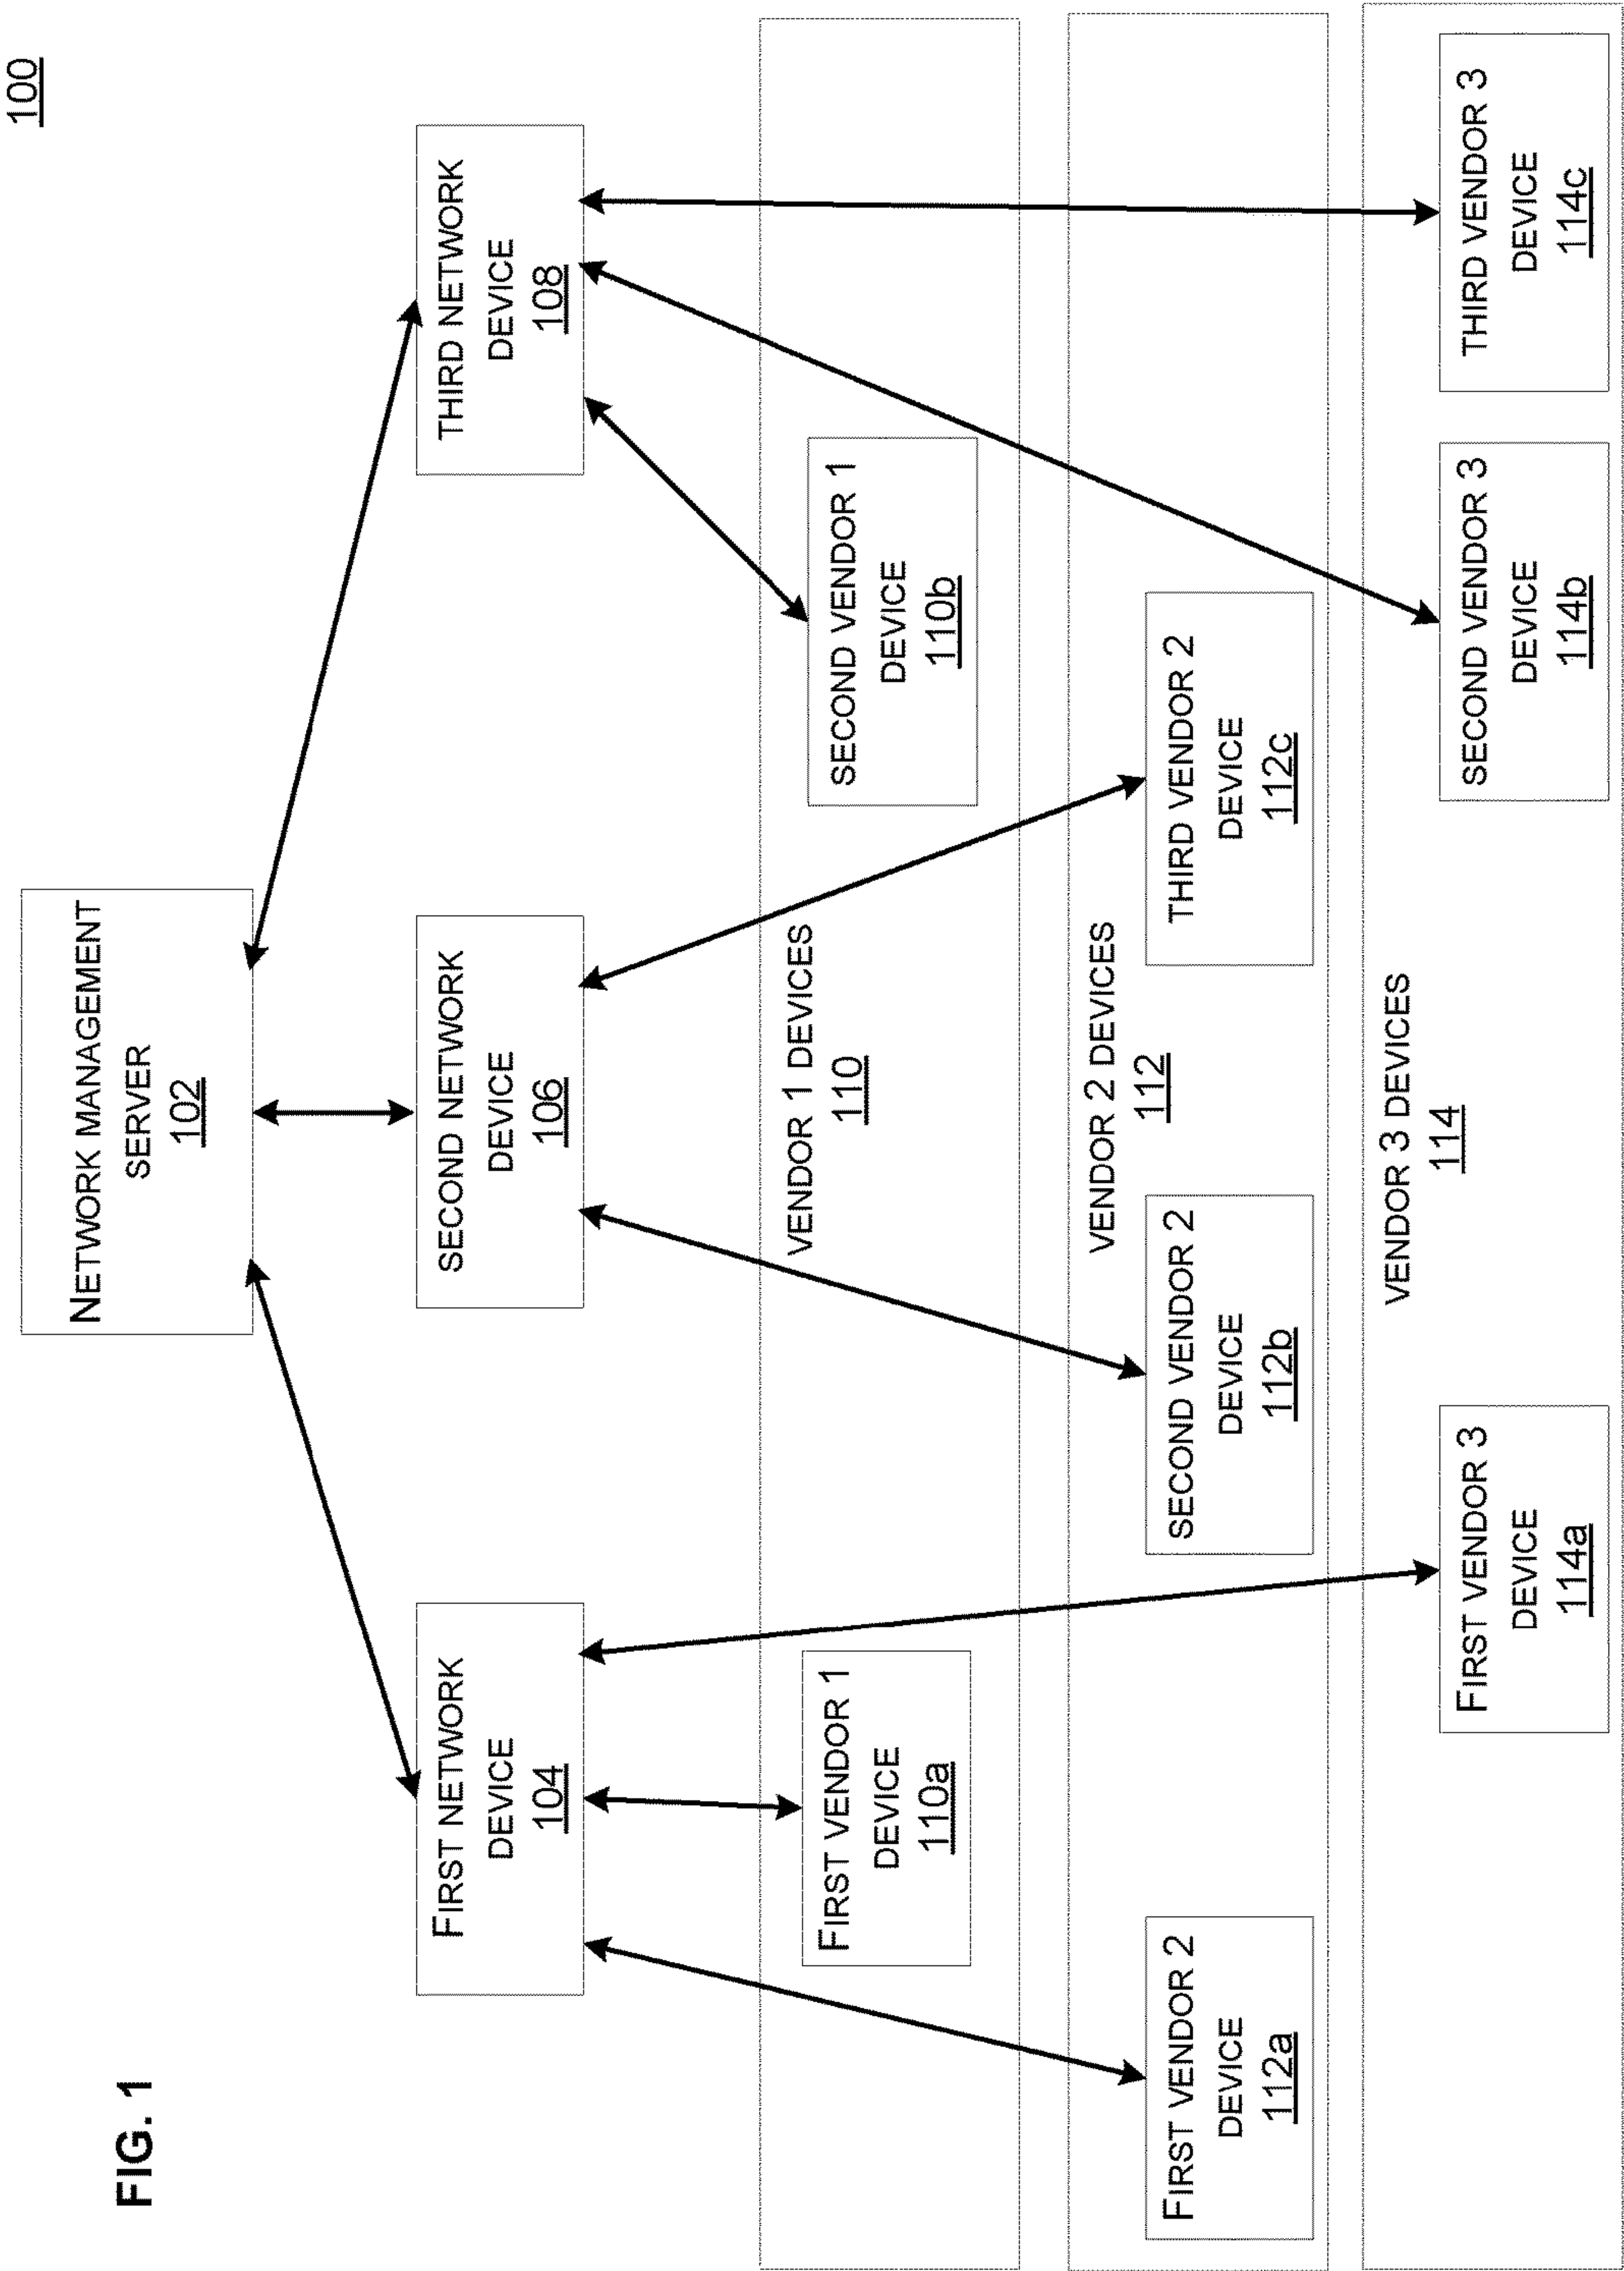 FIG. 1
100
NETWORK MANAGEMENT
SERVER
102
FIRST NETWORK
DEVICE
104
SECOND NETWORK
DEVICE
106
THIRD NETWORK
DEVICE
108
VENDOR 1 DEVICES
110
FIRST VENDOR 1
DEVICE
110a
SECOND VENDOR 1
DEVICE
110b
VENDOR 2 DEVICES
112
FIRST VENDOR 2
DEVICE
112a
SECOND VENDOR 2
DEVICE
112b
THIRD VENDOR 2
DEVICE
112c
VENDOR 3 DEVICES
114
FIRST VENDOR 3
DEVICE
114a
SECOND VENDOR 3
DEVICE
114b
THIRD VENDOR 3
DEVICE
114c